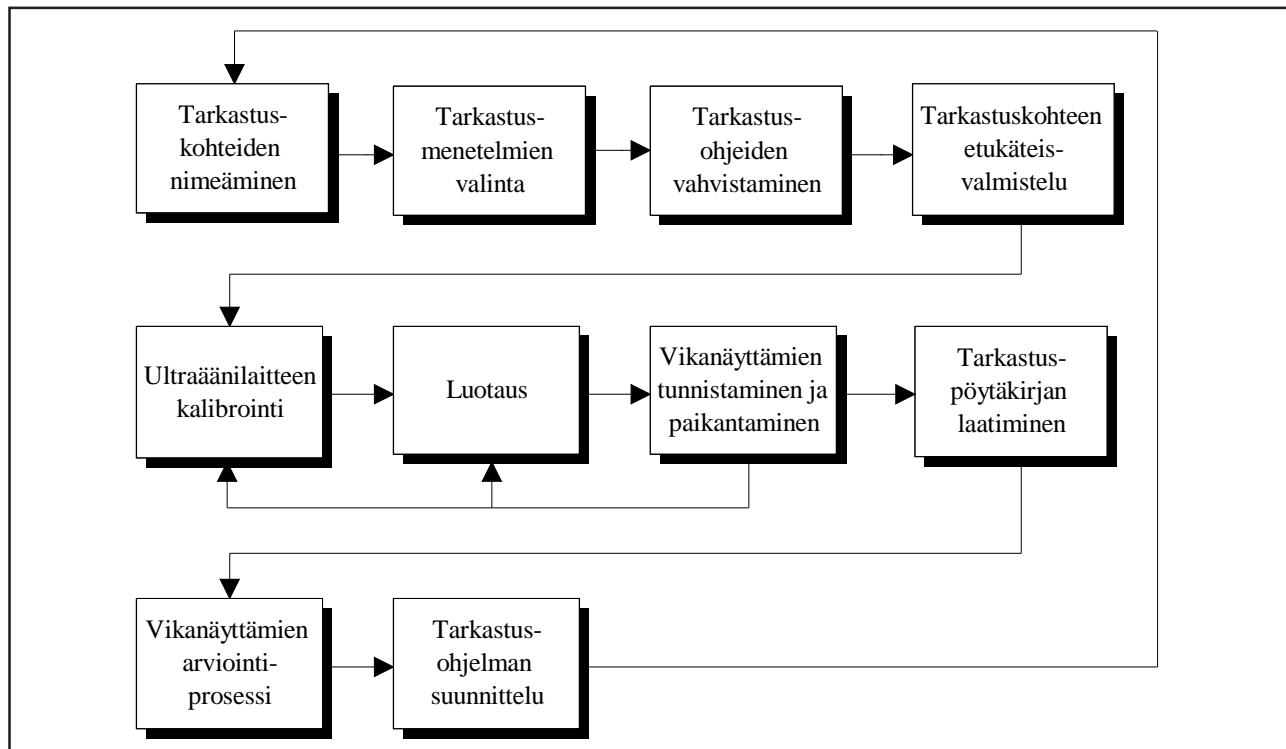 Tarkastus-
kohteiden
nimeäminen
Tarkastus-
menetelmien
valinta
Tarkastus-
ohjeiden
vahvistaminen
Tarkastuskohteen
etukäteis-
valmistelu
Ultraäänilaitteen
kalibrointi
Luotaus
Vikanäyttämien
tunnistaminen ja
paikantaminen
Tarkastus-
pöytäkirjan
laatiminen
Vikanäyttämien
arviointi-
prosessi
Tarkastus-
ohjelman
suunnittelu